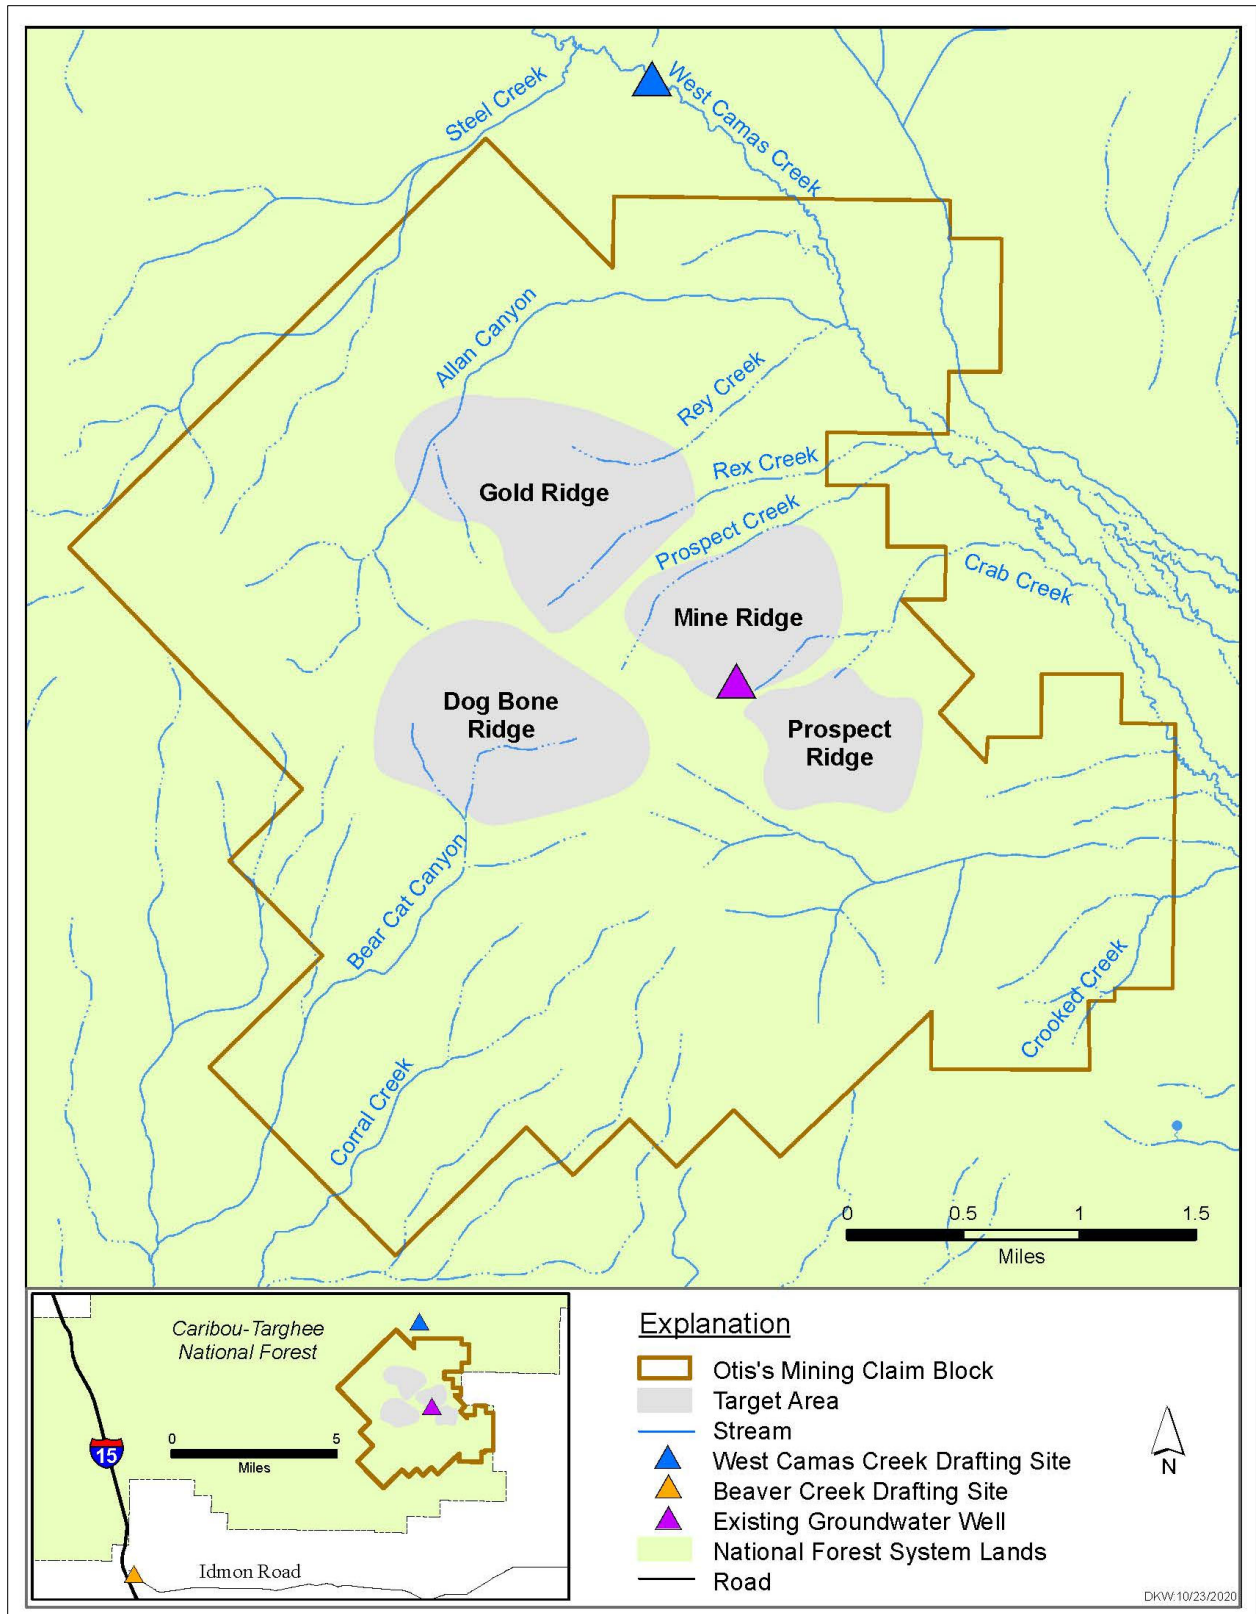 Steel Creek
West Camas Creek
Allan Canyon
Rey Creek
Rex Creek
Gold Ridge
Prospect Creek
Crab Creek
Mine Ridge
Dog Bone
Ridge
Prospect
Ridge
Bear Cat Canyon
Crooked Creek
Corral Creek
0 0.5 1 1.5
Miles
Caribou-Targhee
National Forest
0 5
Miles
15
Idmon Road
Explanation
Otis's Mining Claim Block
Target Area
Stream
West Camas Creek Drafting Site
Beaver Creek Drafting Site
Existing Groundwater Well
National Forest System Lands
Road
N
DKW:10/23/2020